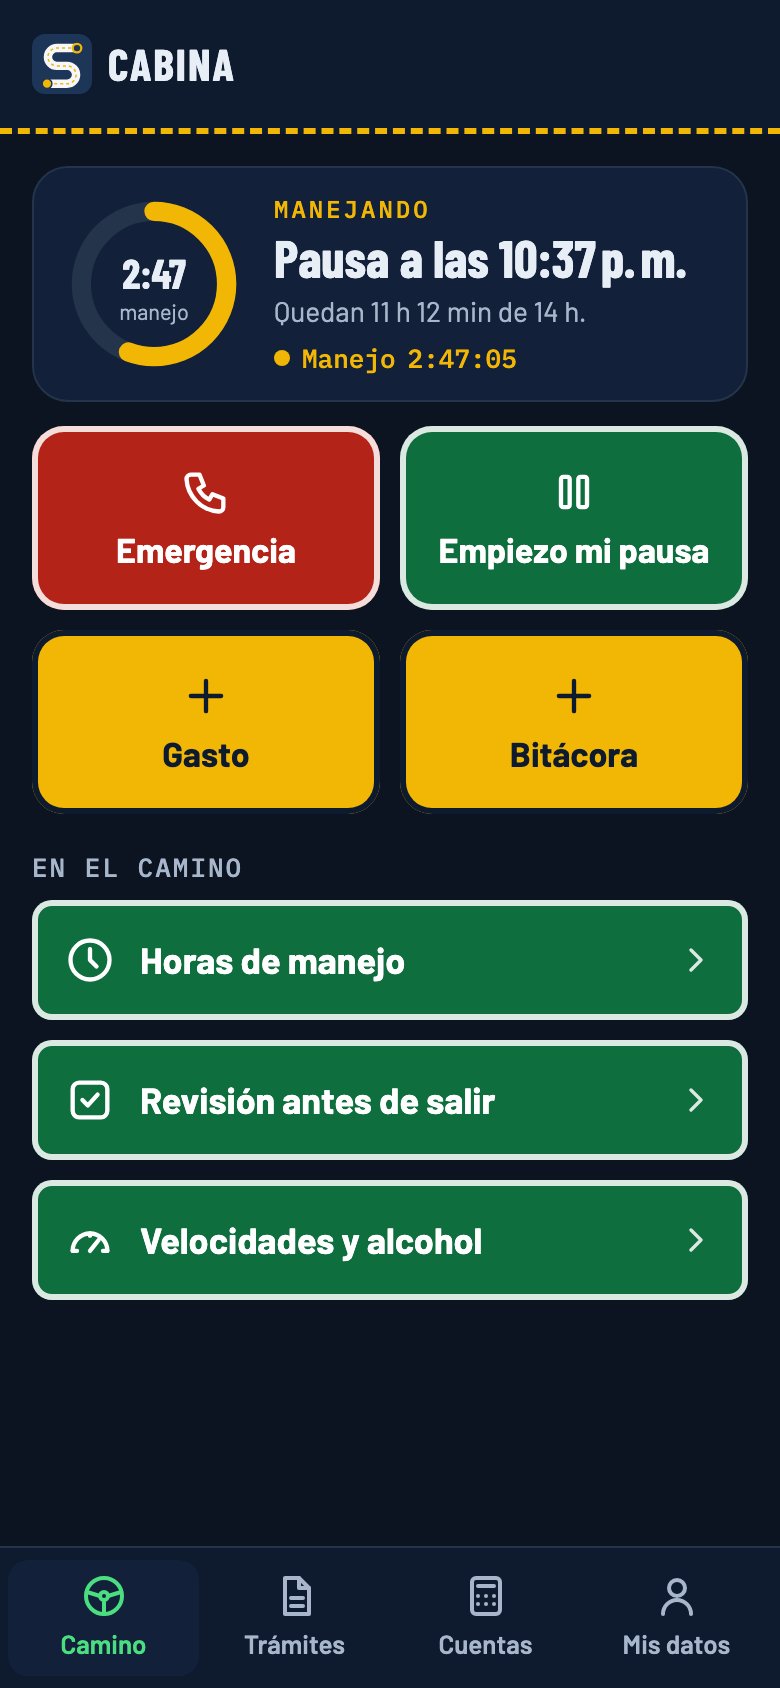 CABINA
MANEJANDO
Pausa a las 10:37 p. m.
2:47
manejo
Quedan 11 h 12 min de 14 h.
Manejo 2:47:05
Emergencia
Empiezo mi pausa
Gasto
Bitácora
EN EL CAMINO
Horas de manejo
Revisión antes de salir
Velocidades y alcohol
Camino
Trámites
Cuentas
Mis datos